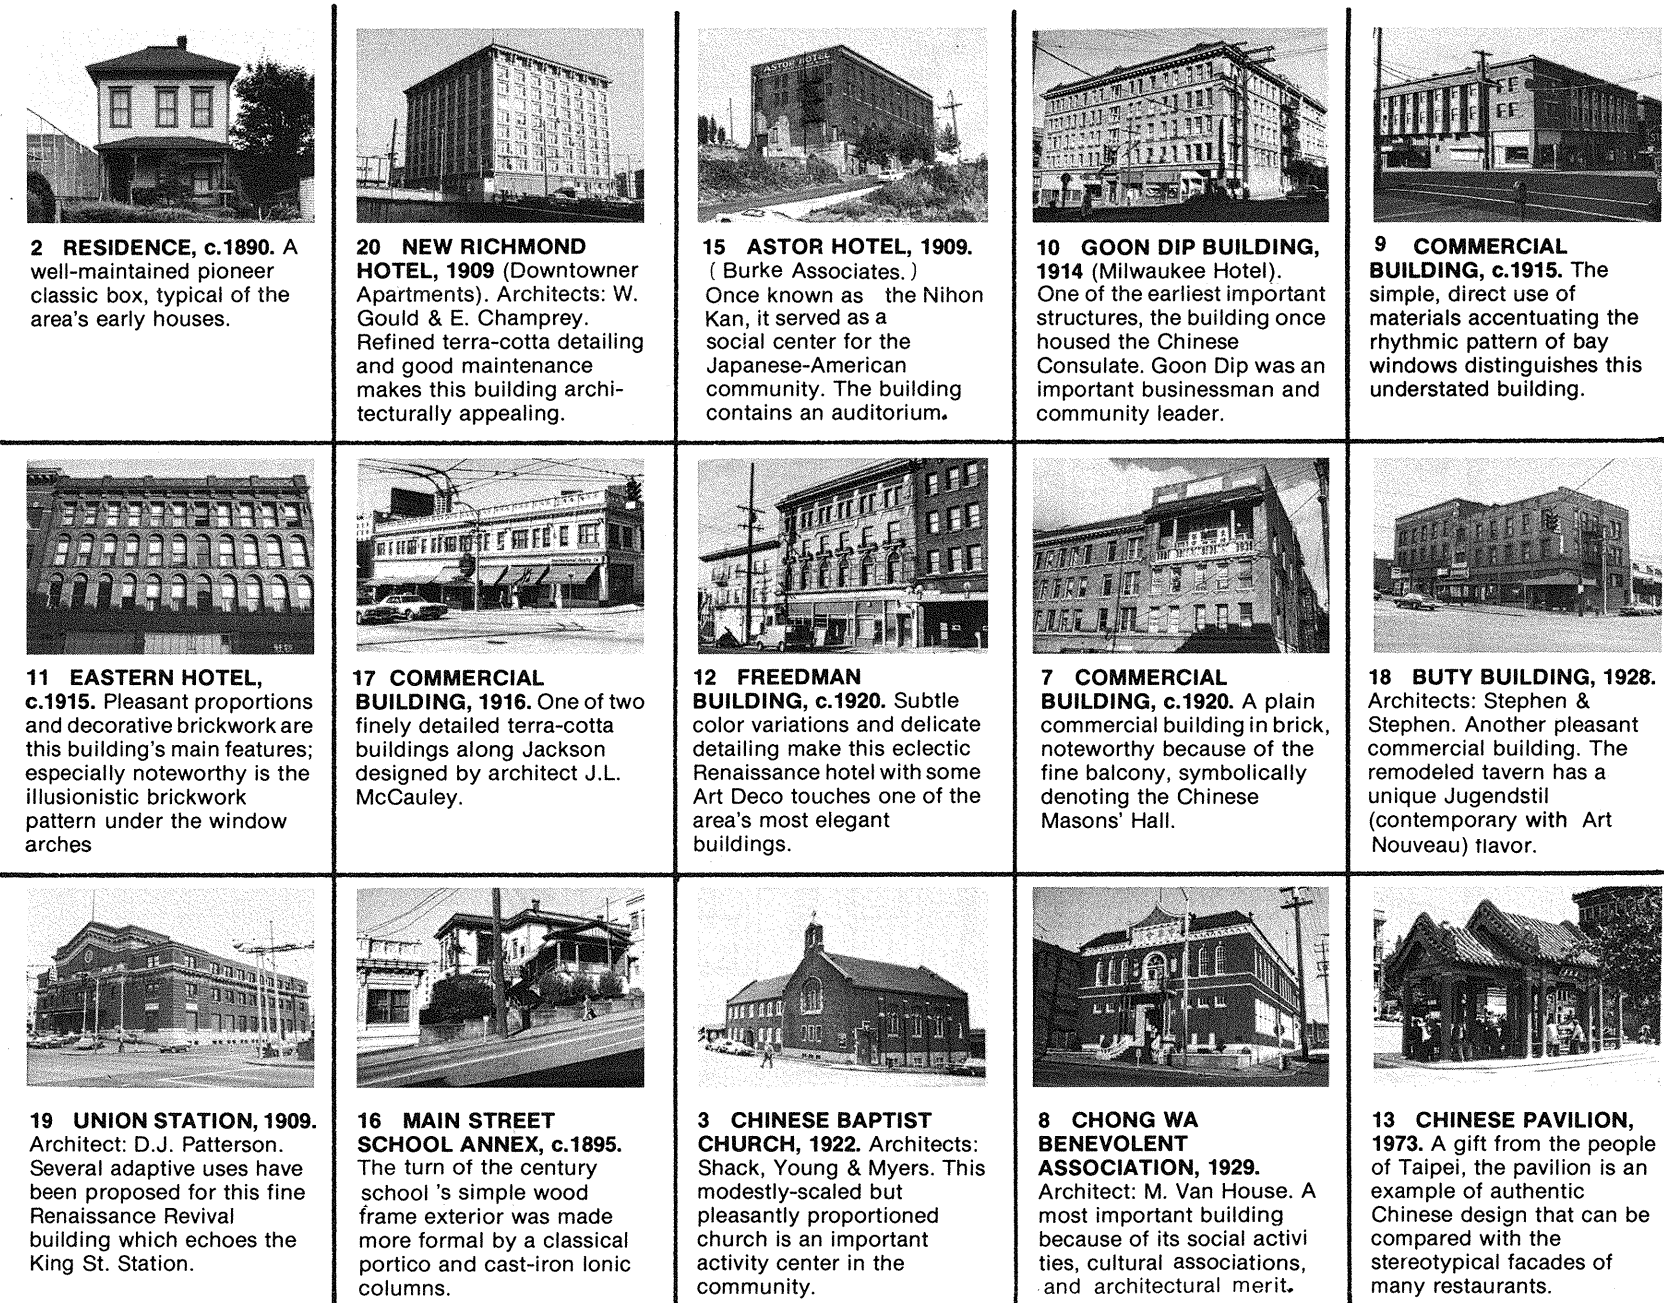 ASTOR HOTEL
2 RESIDENCE, c.1890. A
well-maintained pioneer
classic box, typical of the
area's early houses.
20 NEW RICHMOND
HOTEL, 1909 (Downtowner
Apartments). Architects: W.
Gould & E. Champrey.
Refined terra-cotta detailing
and good maintenance
makes this building archi-
tecturally appealing.
15 ASTOR HOTEL, 1909.
( Burke Associates. )
Once known as the Nihon
Kan, it served as a
social center for the
Japanese-American
community. The building
contains an auditorium.
10 GOON DIP BUILDING,
1914 (Milwaukee Hotel).
One of the earliest important
structures, the building once
housed the Chinese
Consulate. Goon Dip was an
important businessman and
community leader.
9 COMMERCIAL
BUILDING, c.1915. The
simple, direct use of
materials accentuating the
rhythmic pattern of bay
windows distinguishes this
understated building.
11 EASTERN HOTEL,
c.1915. Pleasant proportions
and decorative brickwork are
this building's main features;
especially noteworthy is the
illusionistic brickwork
pattern under the window
arches
17 COMMERCIAL
BUILDING, 1916. One of two
finely detailed terra-cotta
buildings along Jackson
designed by architect J.L.
McCauley.
12 FREEDMAN
BUILDING, c.1920. Subtle
color variations and delicate
detailing make this eclectic
Renaissance hotel with some
Art Deco touches one of the
area's most elegant
buildings.
7 COMMERCIAL
BUILDING, c.1920. A plain
commercial building in brick,
noteworthy because of the
fine balcony, symbolically
denoting the Chinese
Masons' Hall.
18 BUTY BUILDING, 1928.
Architects: Stephen &
Stephen. Another pleasant
commercial building. The
remodeled tavern has a
unique Jugendstil
(contemporary with Art
Nouveau) flavor.
19 UNION STATION, 1909.
Architect: D.J. Patterson.
Several adaptive uses have
been proposed for this fine
Renaissance Revival
building which echoes the
King St. Station.
16 MAIN STREET
SCHOOL ANNEX, c.1895.
The turn of the century
school 's simple wood
frame exterior was made
more formal by a classical
portico and cast-iron Ionic
columns.
3 CHINESE BAPTIST
CHURCH, 1922. Architects:
Shack, Young & Myers. This
modestly-scaled but
pleasantly proportioned
church is an important
activity center in the
community.
8 CHONG WA
BENEVOLENT
ASSOCIATION, 1929.
Architect: M. Van House. A
most important building
because of its social activi
ties, cultural associations,
and architectural merit.
13 CHINESE PAVILION,
1973. A gift from the people
of Taipei, the pavilion is an
example of authentic
Chinese design that can be
compared with the
stereotypical facades of
many restaurants.